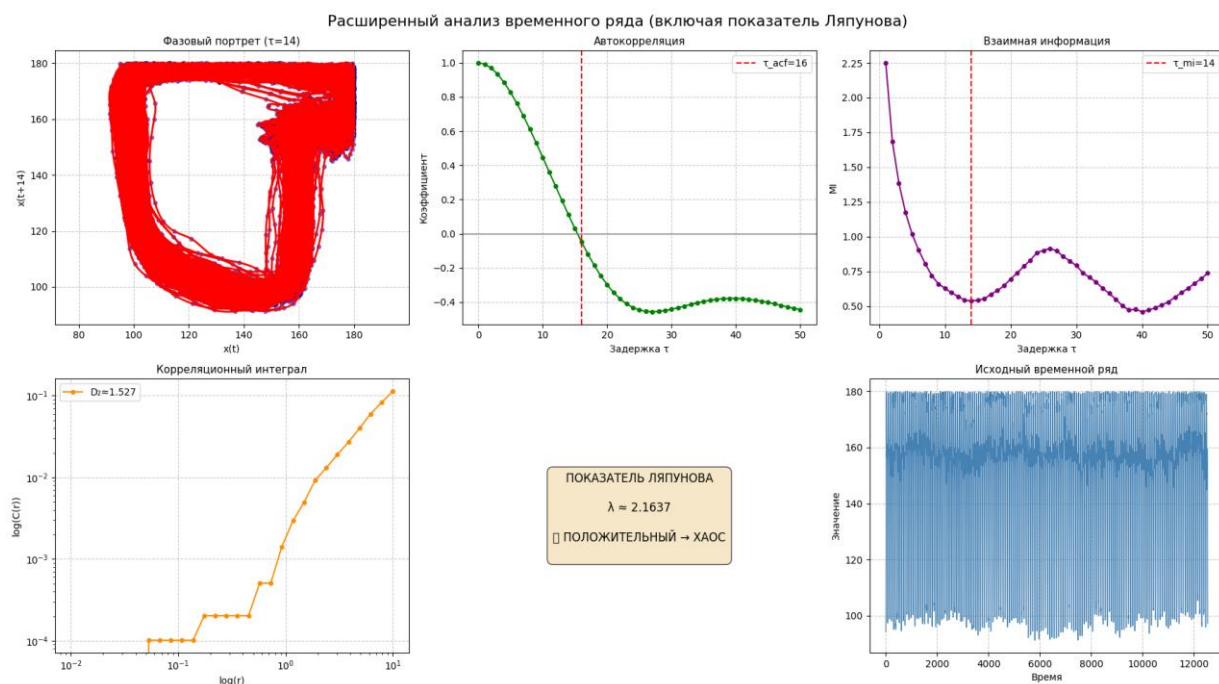 Расширенный анализ временного ряда (включая показатель Ляпунова)
Фазовый портрет (τ=14)
180
170
160
150
140
130
120
110
100
x(t+14)
80
100
120
140
160
180
x(t)
Автокорреляция
τ_acf=16
1.0
0.8
0.6
0.4
0.2
0.0
−0.2
−0.4
Коэффициент
0
10
20
30
40
50
Задержка τ
Взаимная информация
τ_mi=14
2.25
2.00
1.75
1.50
1.25
1.00
0.75
0.50
MI
0
10
20
30
40
50
Задержка τ
Корреляционный интеграл
D₂≈1.527
10⁻¹
10⁻²
10⁻³
10⁻⁴
log(C(r))
10⁻²
10⁻¹
10⁰
10¹
log(r)
ПОКАЗАТЕЛЬ ЛЯПУНОВА
λ ≈ 2.1637
▯ ПОЛОЖИТЕЛЬНЫЙ → ХАОС
Исходный временной ряд
180
160
140
120
100
Значение
0
2000
4000
6000
8000
10000
12000
Время